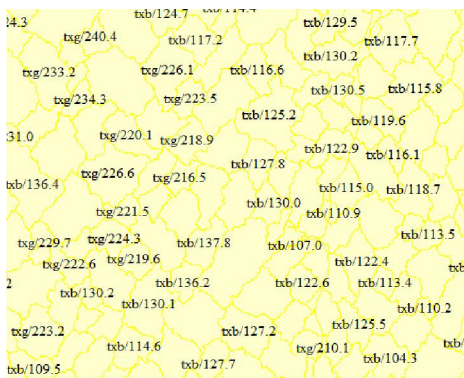 24.3 txb/124.7 txb/129.5
txg/240.4 txb/117.2 txb/117.7
txb/130.2
txg/233.2 txg/226.1 txb/116.6
txb/130.5 txb/115.8
txg/234.3 txg/223.5
txb/125.2 txb/119.6
31.0 txg/220.1 txg/218.9
txb/122.9 txb/116.1
txb/127.8
txg/226.6 txg/216.5
txb/136.4 txb/115.0 txb/118.7
txb/130.0
txg/221.5 txb/110.9
txb/113.5
txg/229.7 txg/224.3 txb/137.8 txb/107.0
txg/222.6 txg/219.6 txb/122.4 txb
2 txb/136.2 txb/122.6 txb/113.4
txb/130.2 txb/130.1
txb/110.2
txg/223.2 txb/127.2 txb/125.5
txb/114.6 txg/210.1 txb/
txb/109.5 txb/127.7 txb/104.3